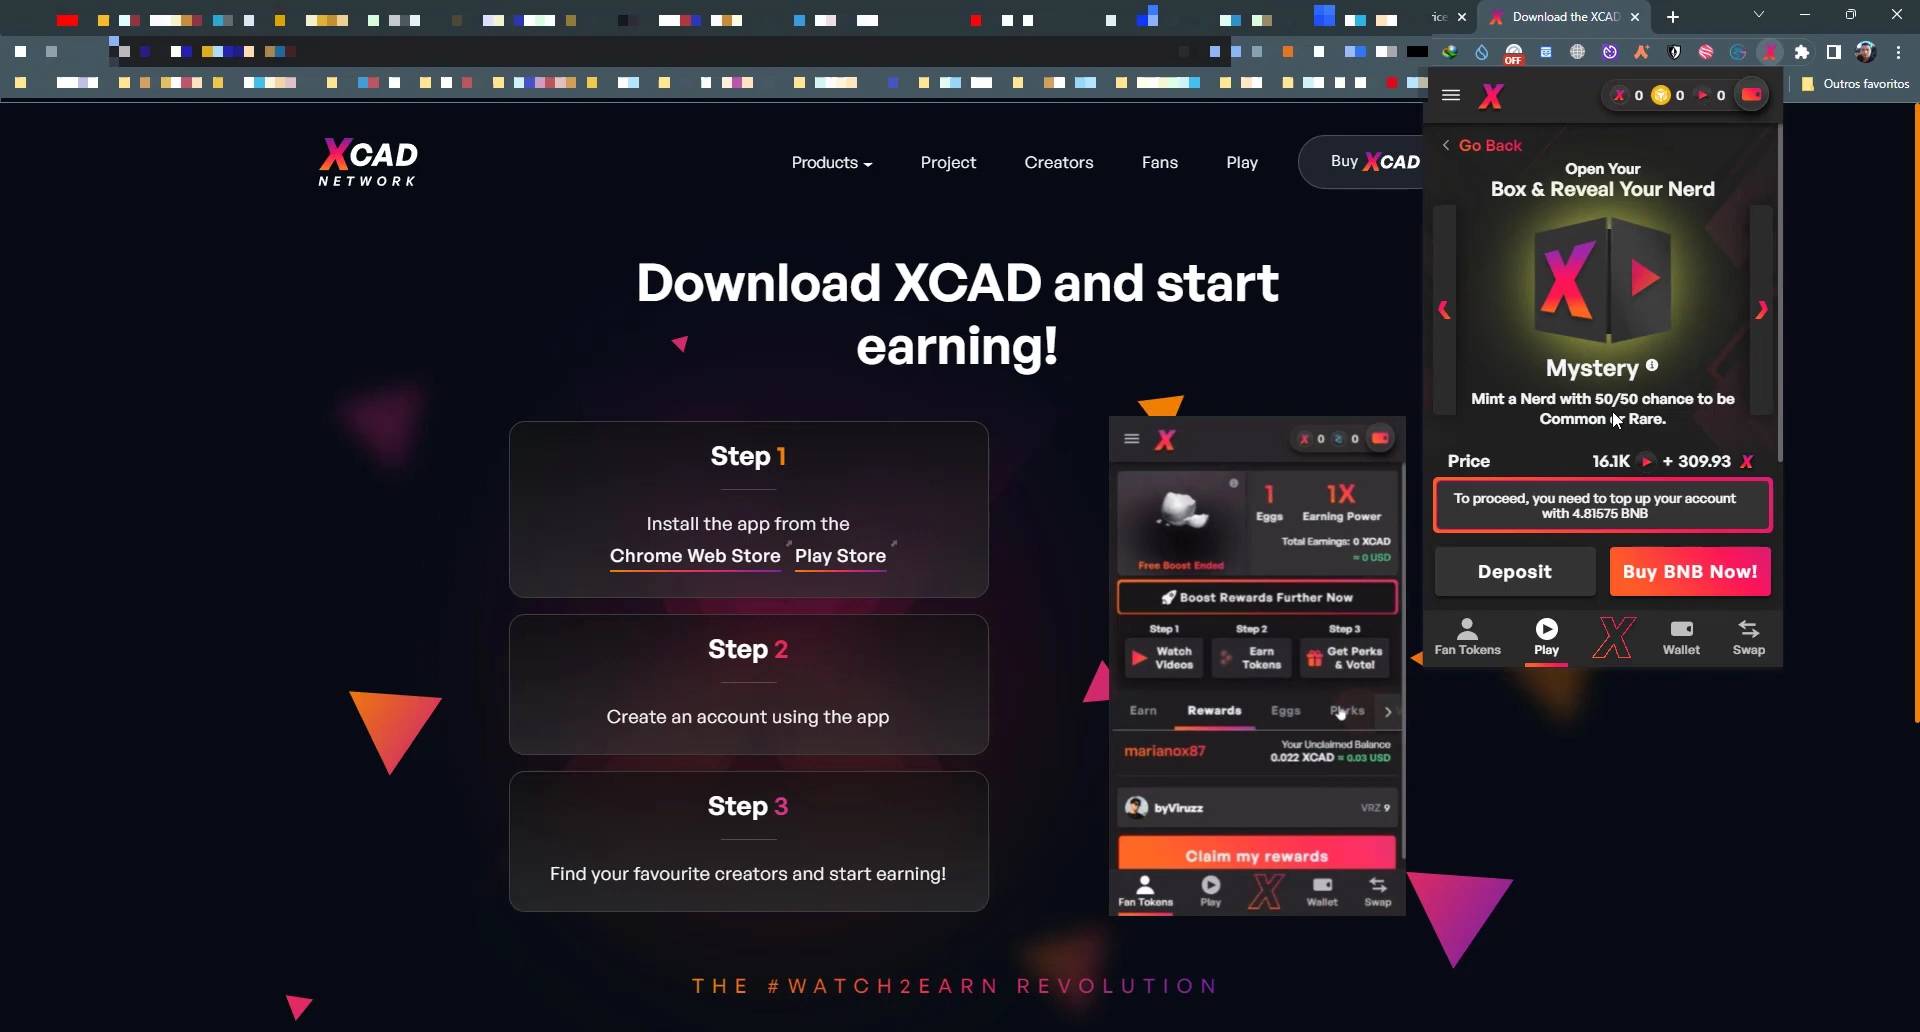 rice
Download the XCAD
OFF
Outros favoritos
XCAD
NETWORK
Products
Project
Creators
Fans
Play
Buy XCAD
Download XCAD and start
earning!
Step 1
Install the app from the
Chrome Web Store Play Store
Step 2
Create an account using the app
Step 3
Find your favourite creators and start earning!
X 0 0
1 1X
Eggs Earning Power
Total Earnings: 0 XCAD
≈ 0 USD
Free Boost Ended
Boost Rewards Further Now
Step 1 Step 2 Step 3
Watch Videos
Earn Tokens
Get Perks & Vote!
Earn Rewards Eggs Perks
marianox87
Your Unclaimed Balance
0.022 XCAD ≈ 0.03 USD
byViruzz
VRZ 9
Claim my rewards
Fan Tokens Play X Wallet Swap
THE #WATCH2EARN REVOLUTION
X
X 0 0 0
Go Back
Open Your
Box & Reveal Your Nerd
X
Mystery
Mint a Nerd with 50/50 chance to be
Common or Rare.
Price 16.1K + 309.93 X
To proceed, you need to top up your account
with 4.81575 BNB
Deposit
Buy BNB Now!
Fan Tokens Play X Wallet Swap